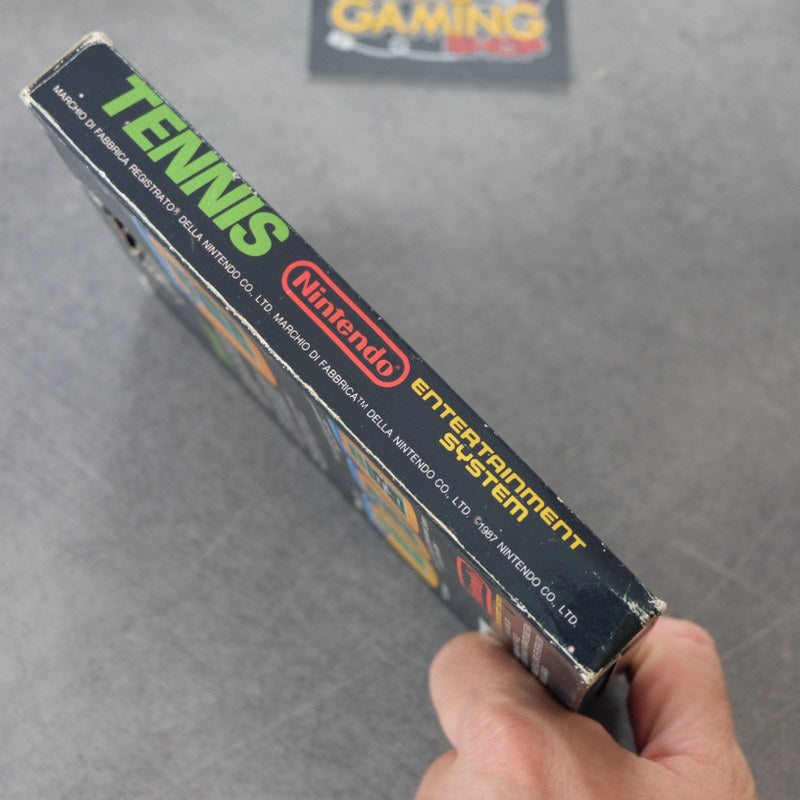 GAMING
SHOP
TENNIS
Nintendo®
ENTERTAINMENT
SYSTEM
MARCHIO DI FABBRICA REGISTRATO® DELLA NINTENDO CO., LTD. MARCHIO DI FABBRICA™ DELLA NINTENDO CO., LTD. ©1987 NINTENDO CO., LTD.